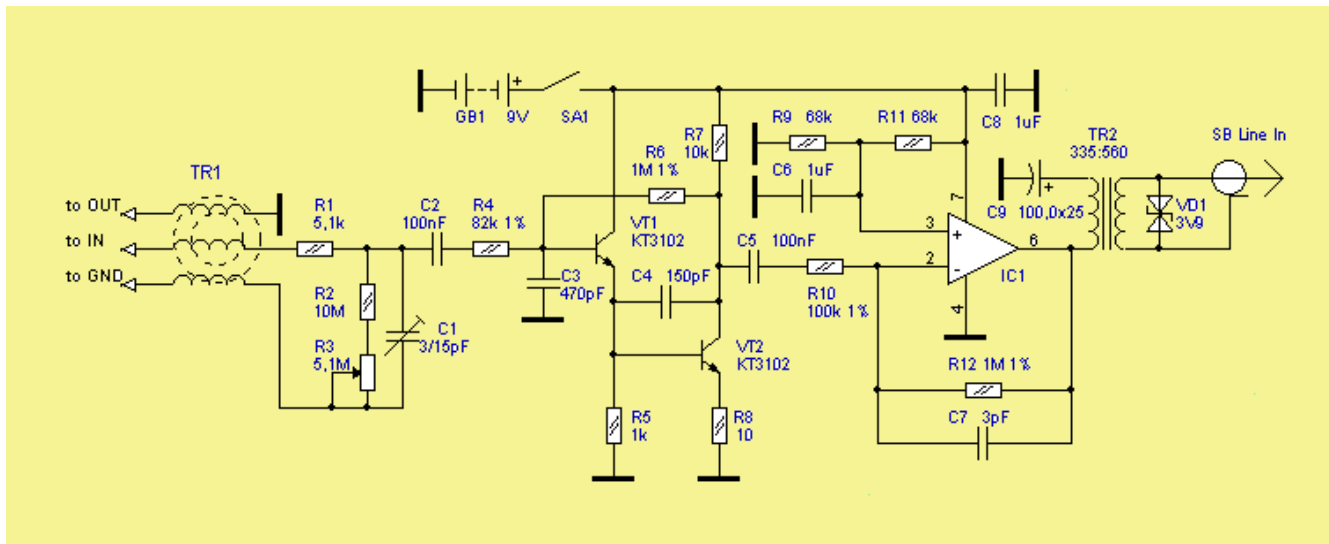 GB1 9V SA1
R9 68k
R11 68k
C8 1uF
R7
10k
R6
1M 1%
C6 1uF
TR2
335:560
SB Line In
TR1
to OUT
to IN
to GND
R1
5,1k
C2
100nF
R4
82k 1%
VT1
KT3102
C9 100,0x25
+
VD1
3V9
7
3
+
2
-
6
IC1
4
C5 100nF
C3
470pF
C4 150pF
R10
100k 1%
R2
10M
C1
3/15pF
R3
5,1M
VT2
KT3102
R12 1M 1%
C7 3pF
R5
1k
R8
10
+